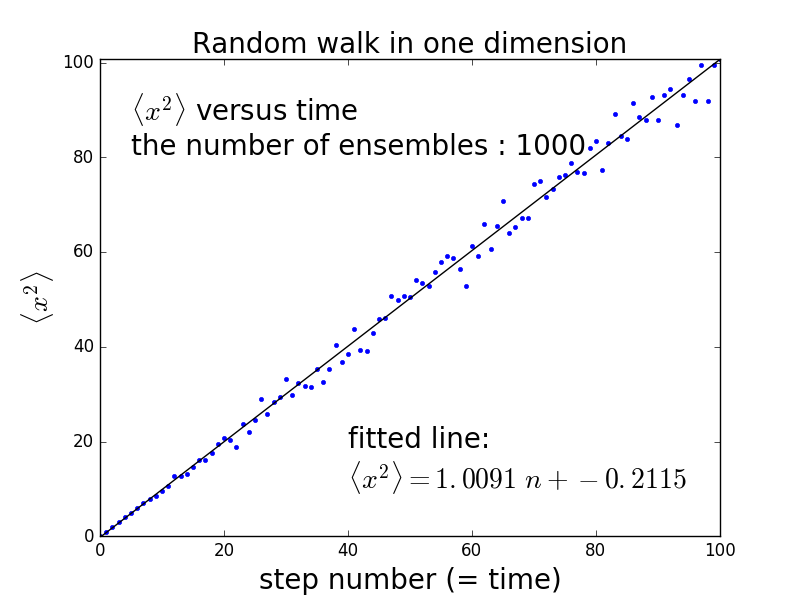 Random walk in one dimension
⟨x²⟩ versus time
the number of ensembles : 1000
fitted line:
⟨x²⟩ = 1.0091 n + −0.2115
⟨x²⟩
100
80
60
40
20
0
0 20 40 60 80 100
step number (= time)